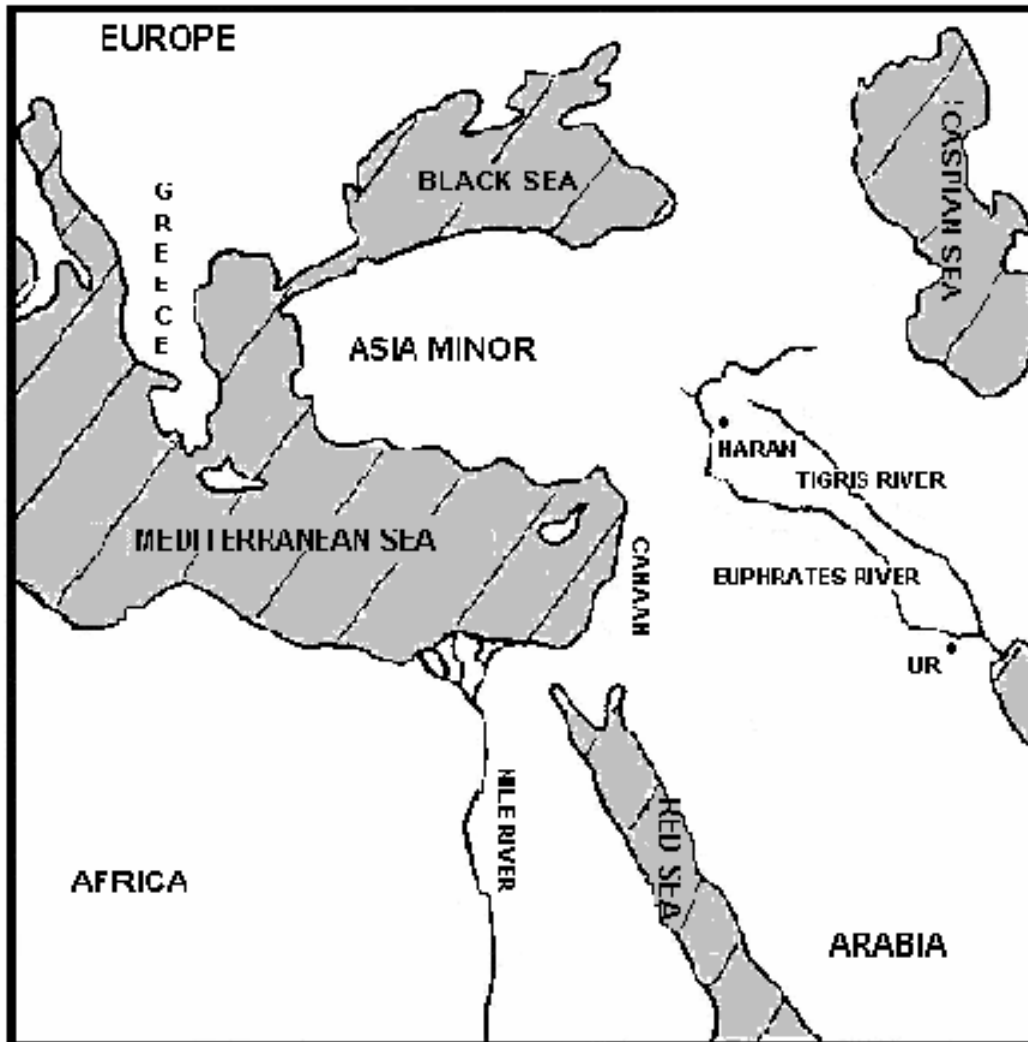 EUROPE
BLACK SEA
CASPIAN SEA
GREECE
ASIA MINOR
HARAN
TIGRIS RIVER
MEDITERRANEAN SEA
CANAAN
EUPHRATES RIVER
UR
NILE RIVER
RED SEA
AFRICA
ARABIA